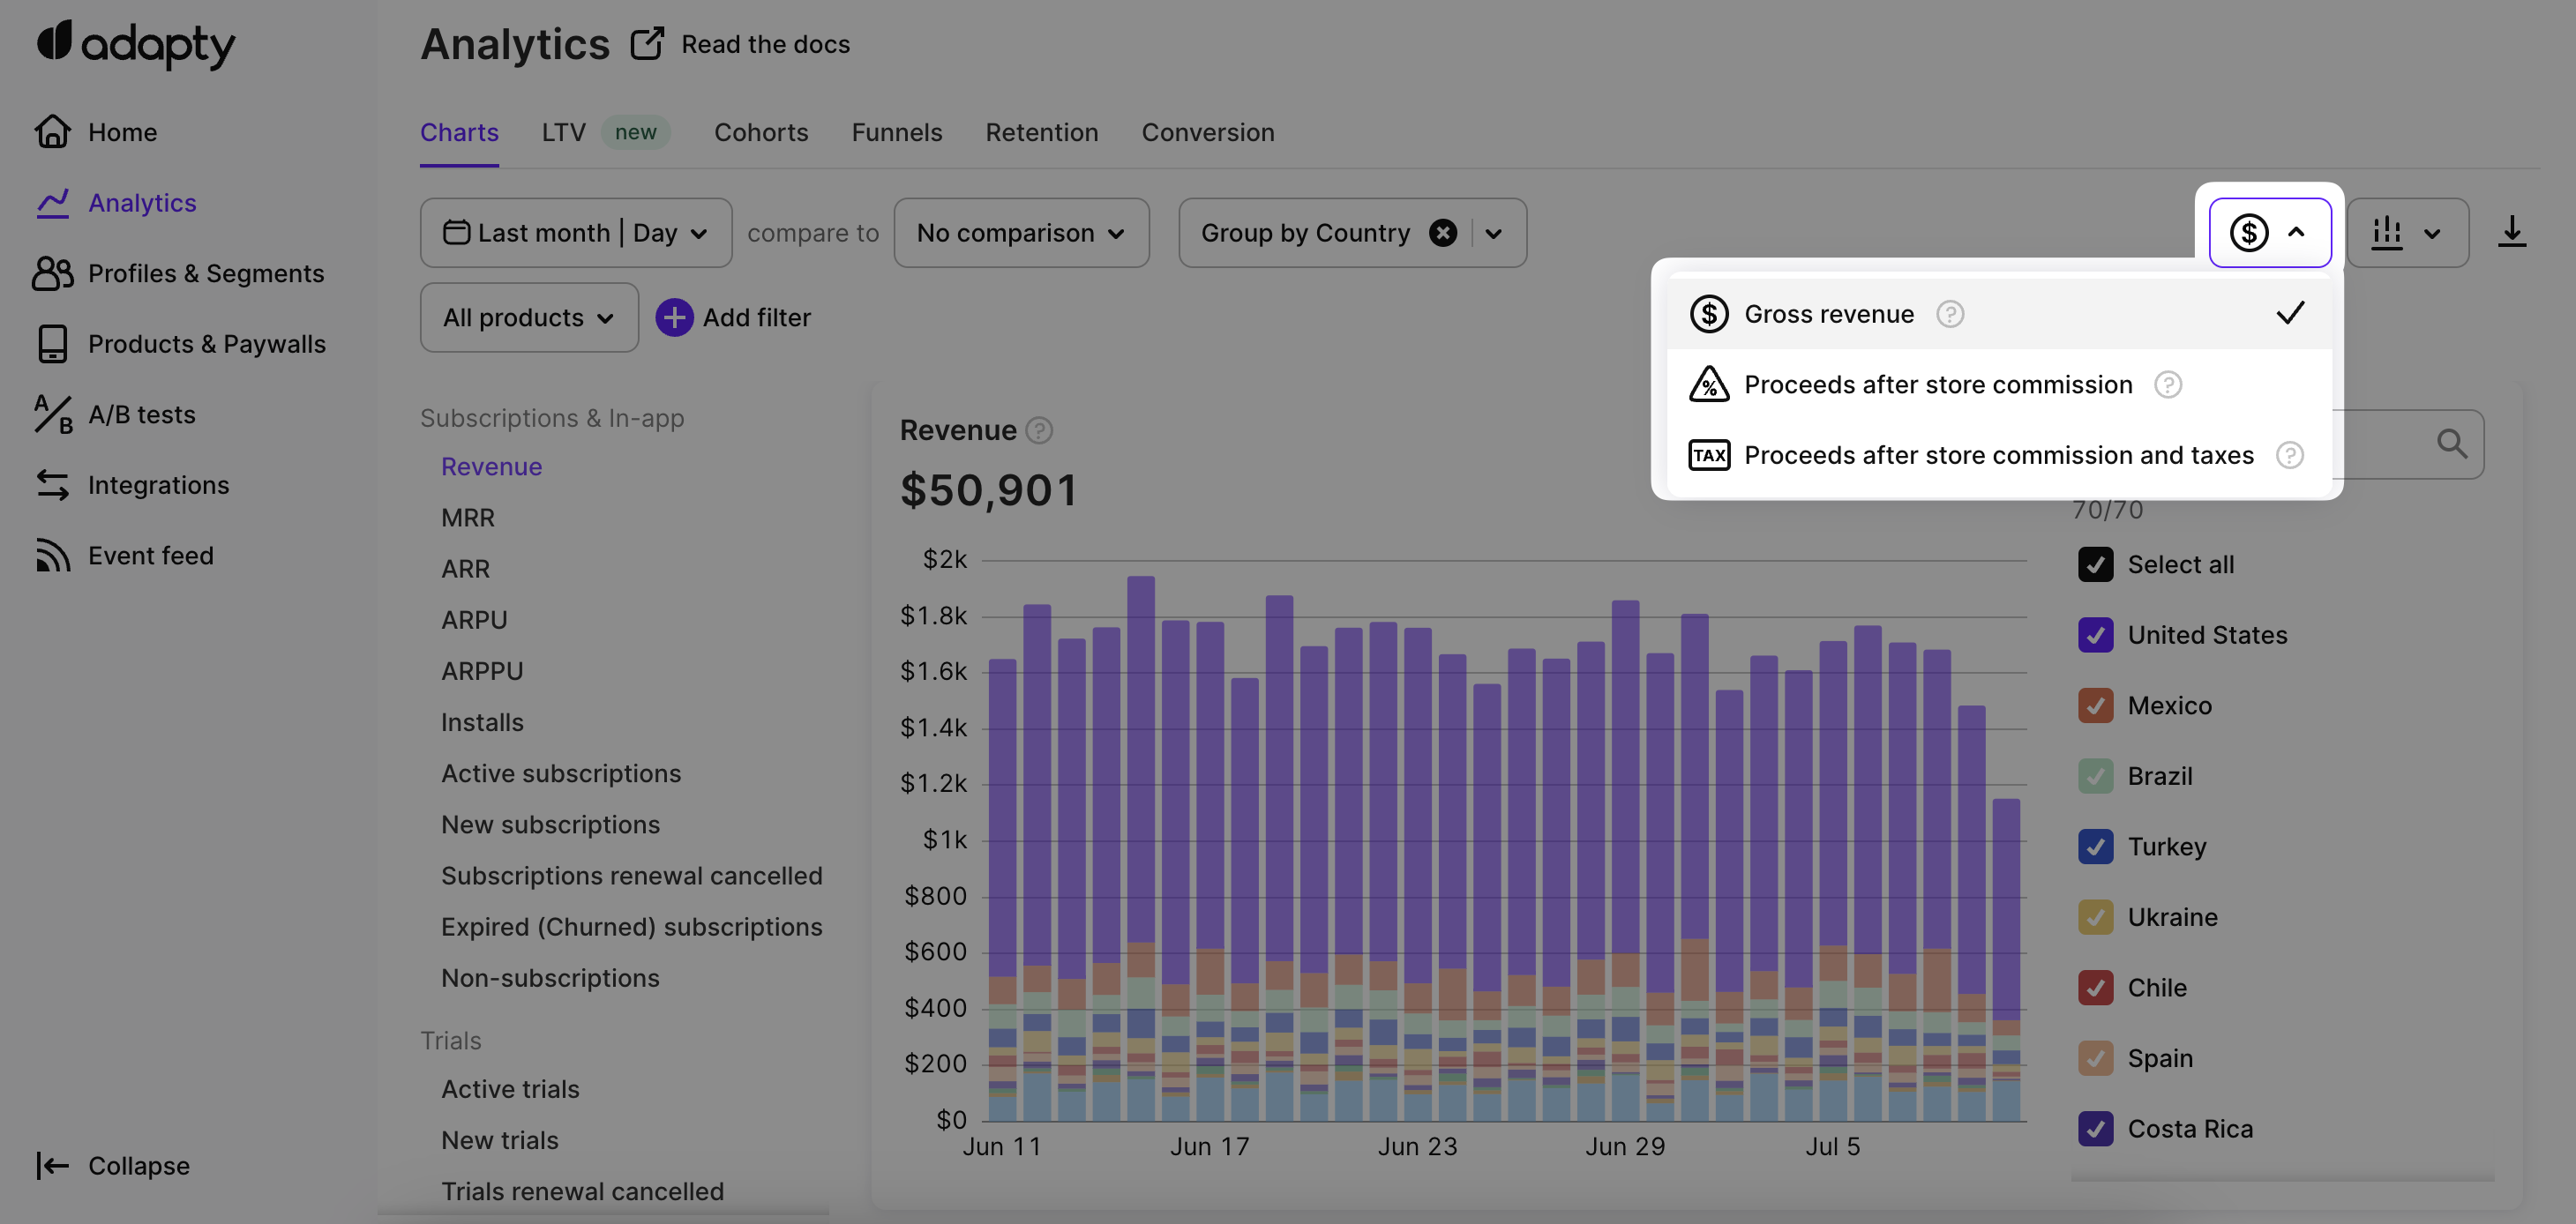 adapty
Home
Analytics
Profiles & Segments
Products & Paywalls
A/B tests
Integrations
Event feed
Collapse
Analytics Read the docs
Charts LTV new Cohorts Funnels Retention Conversion
Last month | Day compare to No comparison Group by Country
All products Add filter
$ Gross revenue ?
% Proceeds after store commission ?
TAX Proceeds after store commission and taxes ?
Subscriptions & In-app
Revenue
MRR
ARR
ARPU
ARPPU
Installs
Active subscriptions
New subscriptions
Subscriptions renewal cancelled
Expired (Churned) subscriptions
Non-subscriptions
Trials
Active trials
New trials
Trials renewal cancelled
Revenue ?
$50,901
$2k
$1.8k
$1.6k
$1.4k
$1.2k
$1k
$800
$600
$400
$200
$0
Jun 11 Jun 17 Jun 23 Jun 29 Jul 5
70/70
Select all
United States
Mexico
Brazil
Turkey
Ukraine
Chile
Spain
Costa Rica